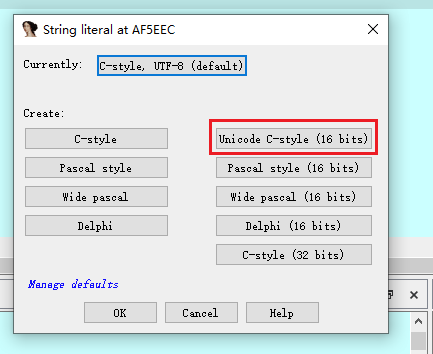 String literal at AF5EEC
Currently: C-style, UTF-8 (default)
Create:
C-style Unicode C-style (16 bits)
Pascal style Pascal style (16 bits)
Wide pascal Wide pascal (16 bits)
Delphi Delphi (16 bits)
C-style (32 bits)
Manage defaults
OK Cancel Help